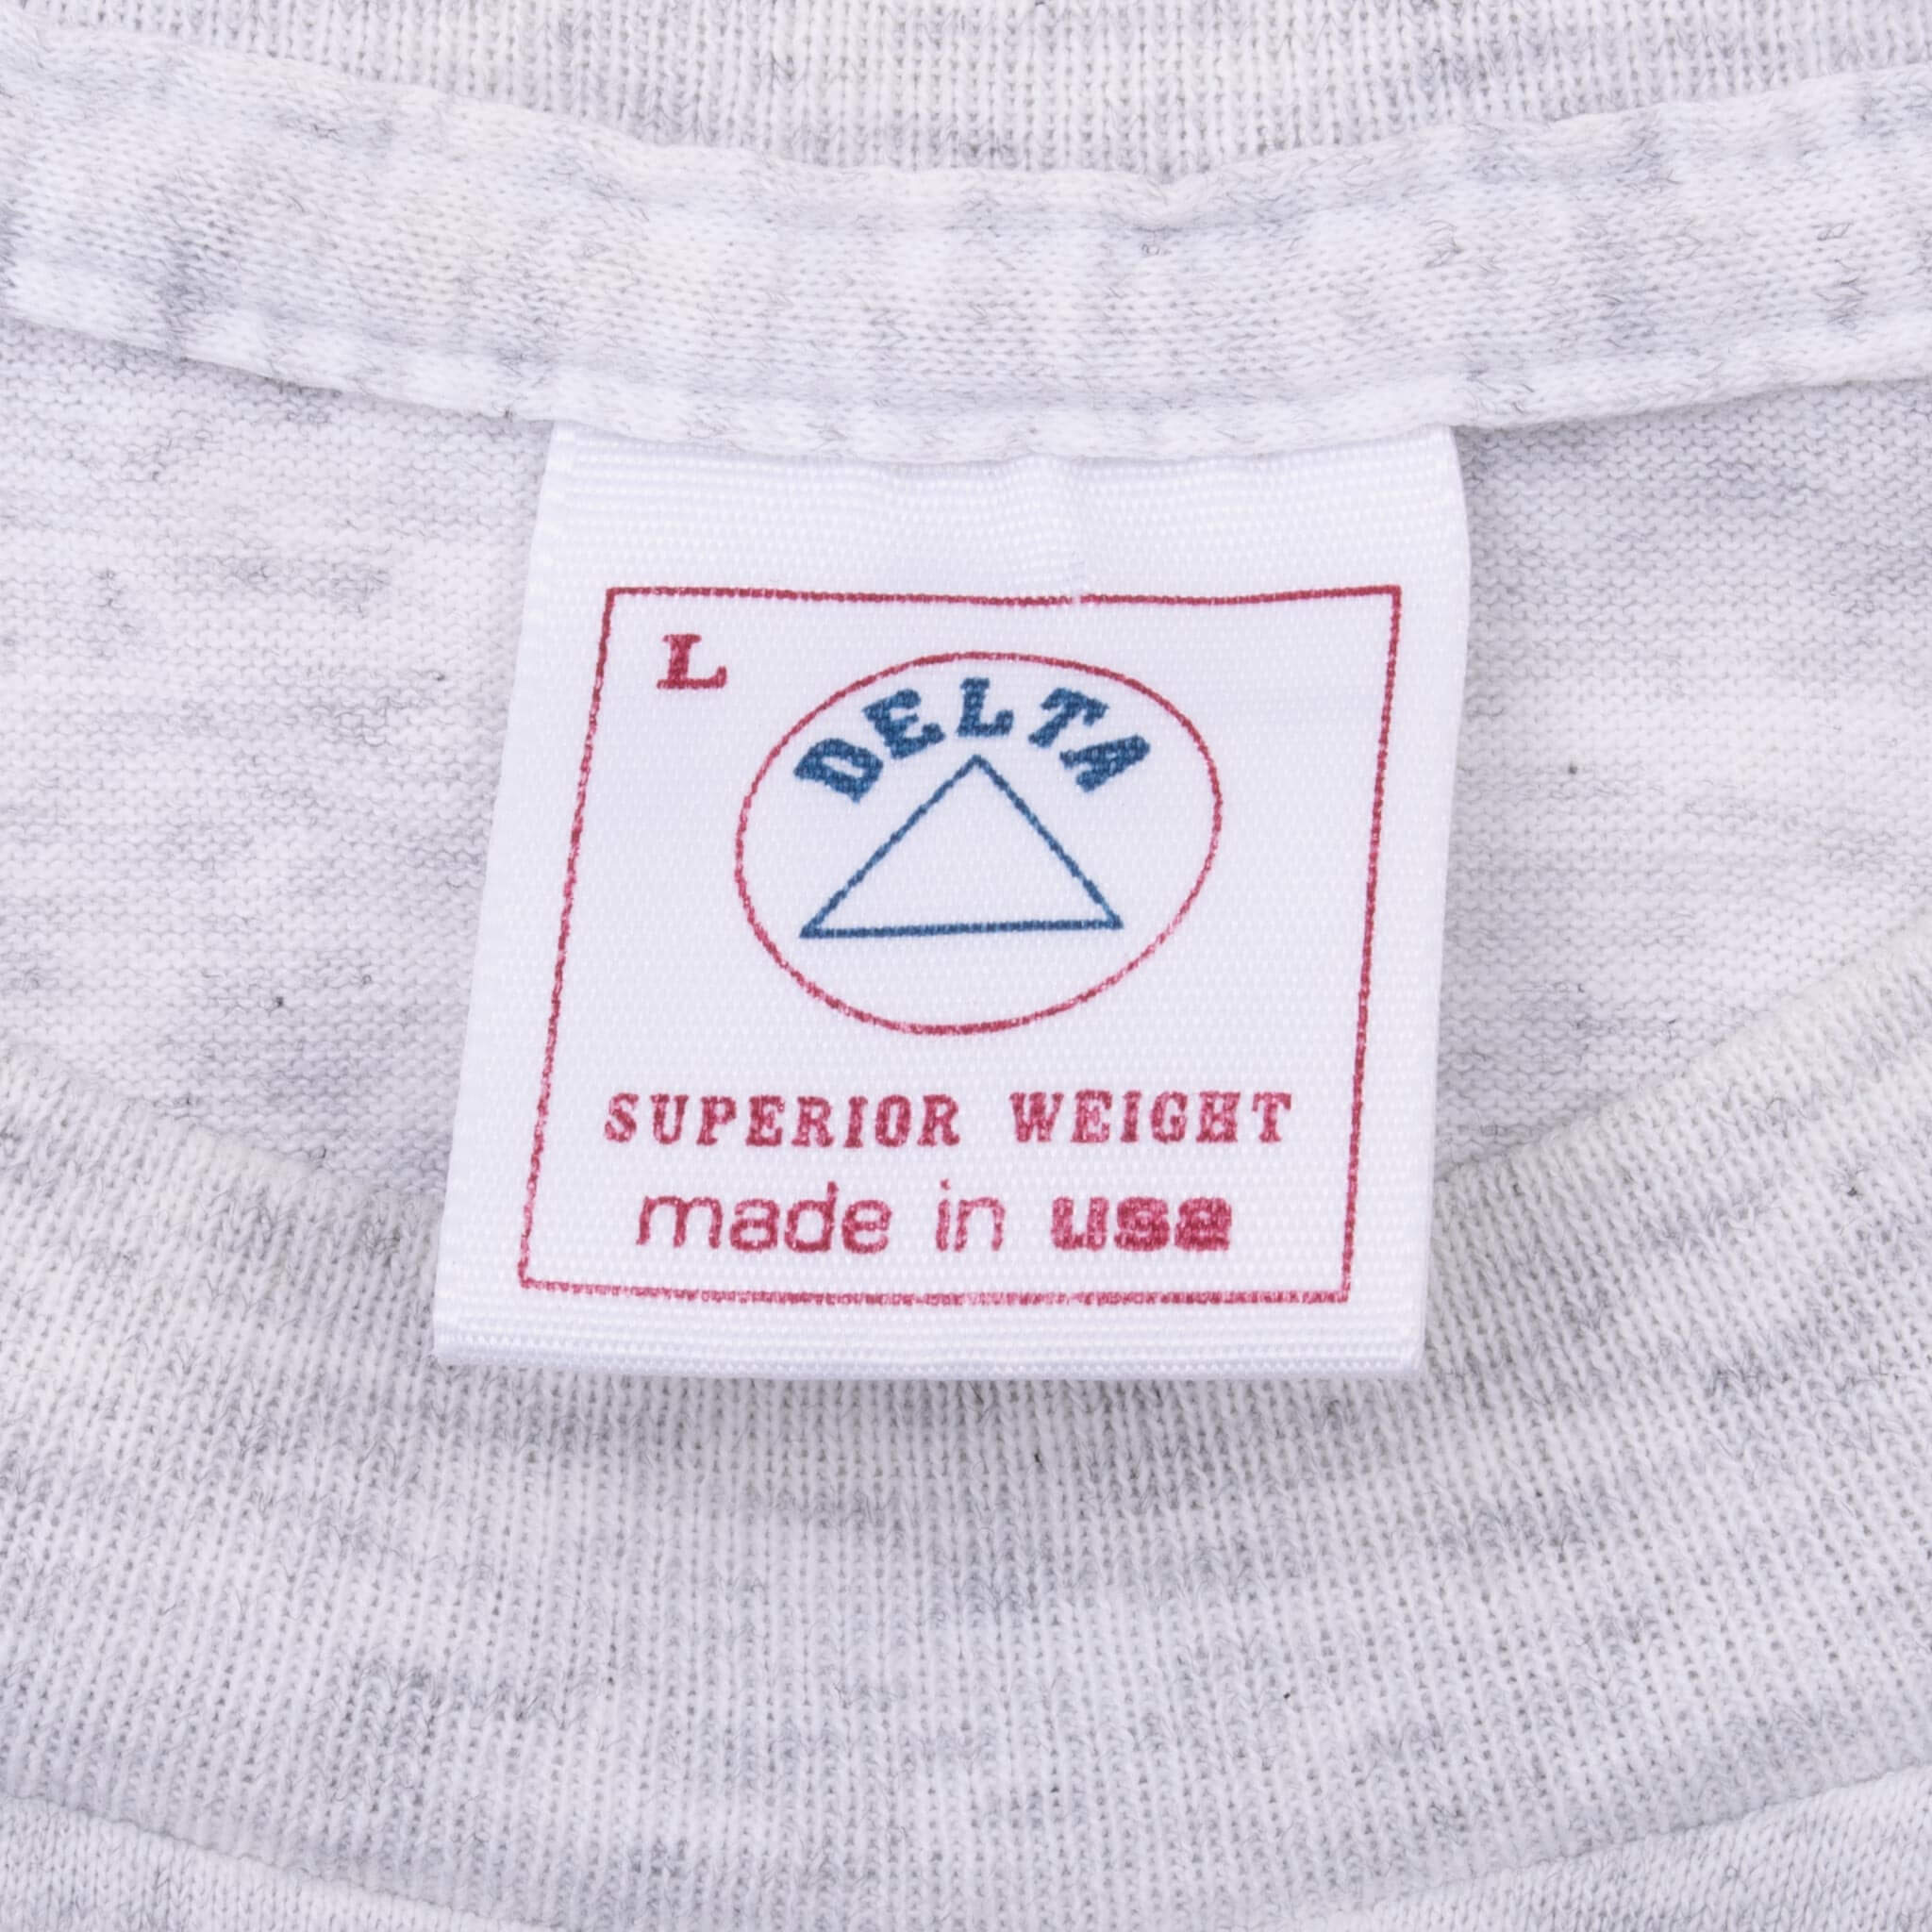 L
DELTA
SUPERIOR WEIGHT
made in usa